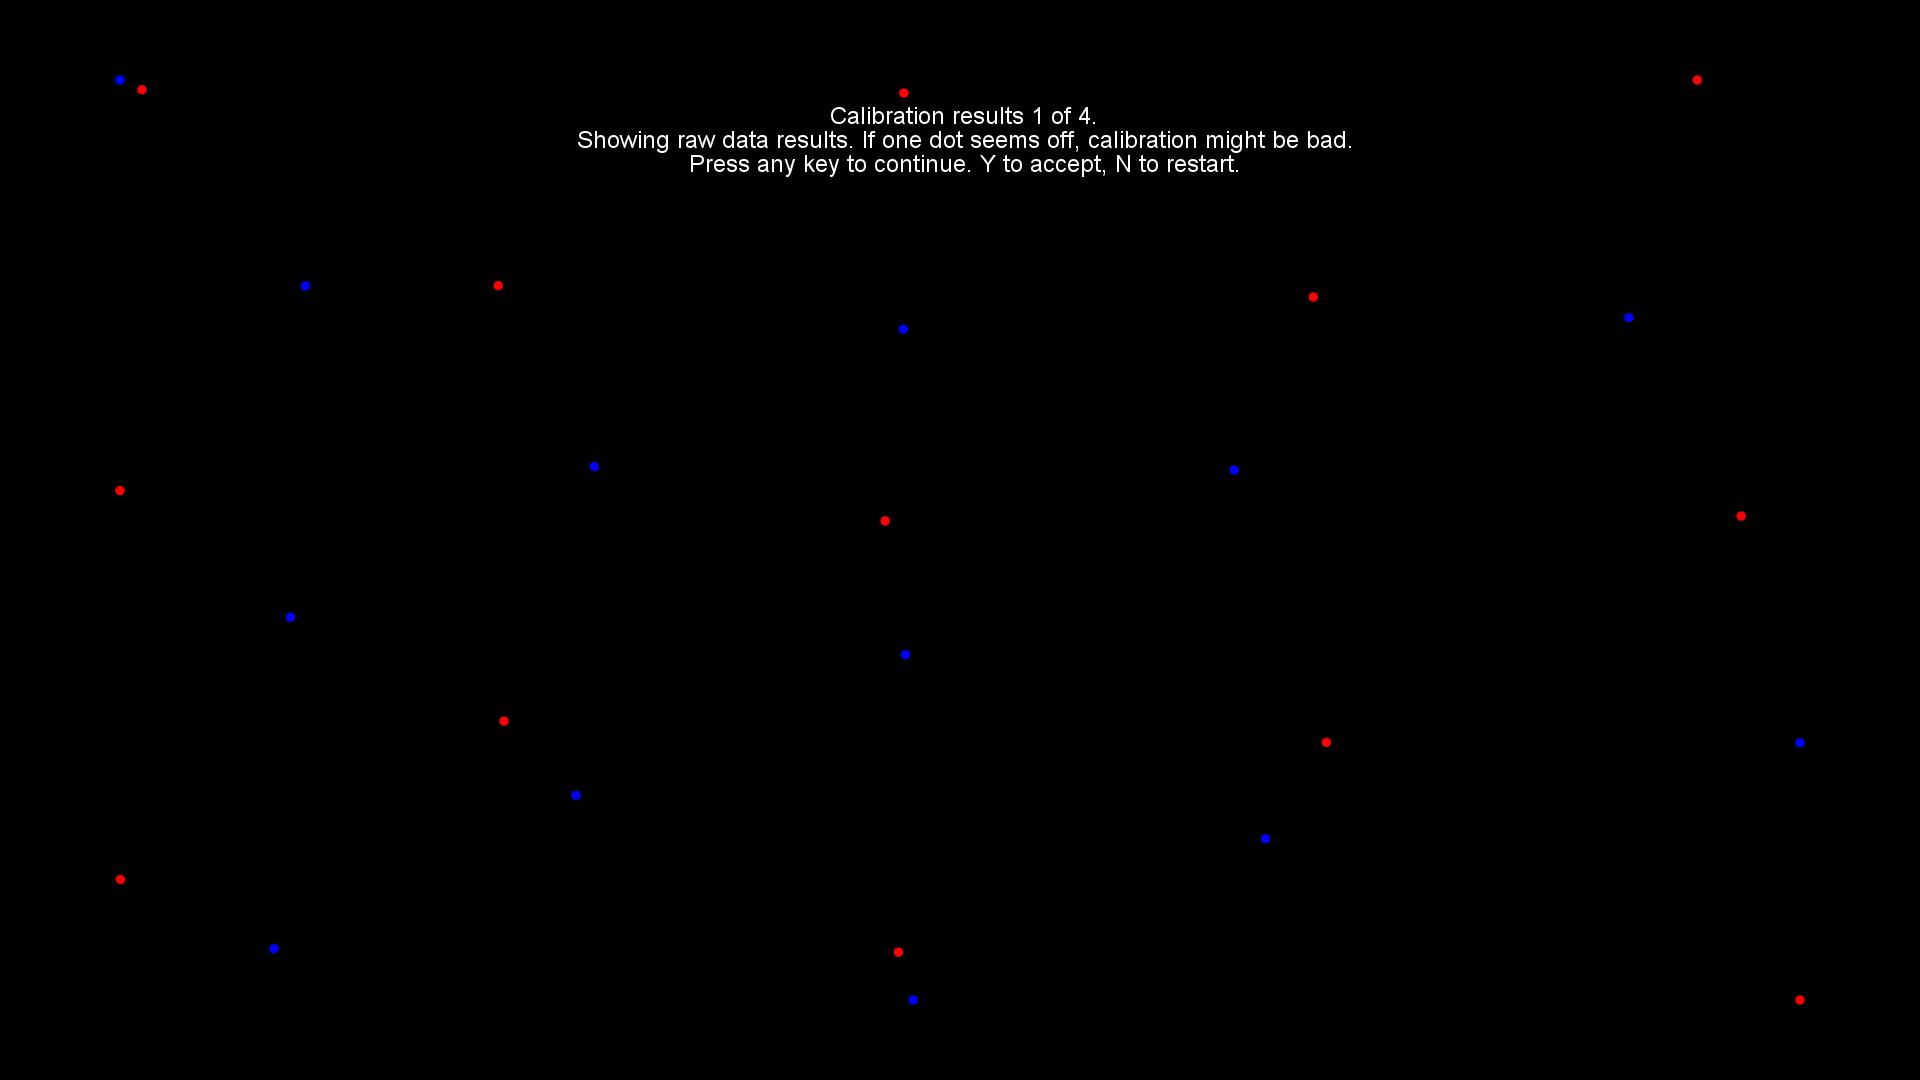 Calibration results 1 of 4.
Showing raw data results. If one dot seems off, calibration might be bad.
Press any key to continue. Y to accept, N to restart.